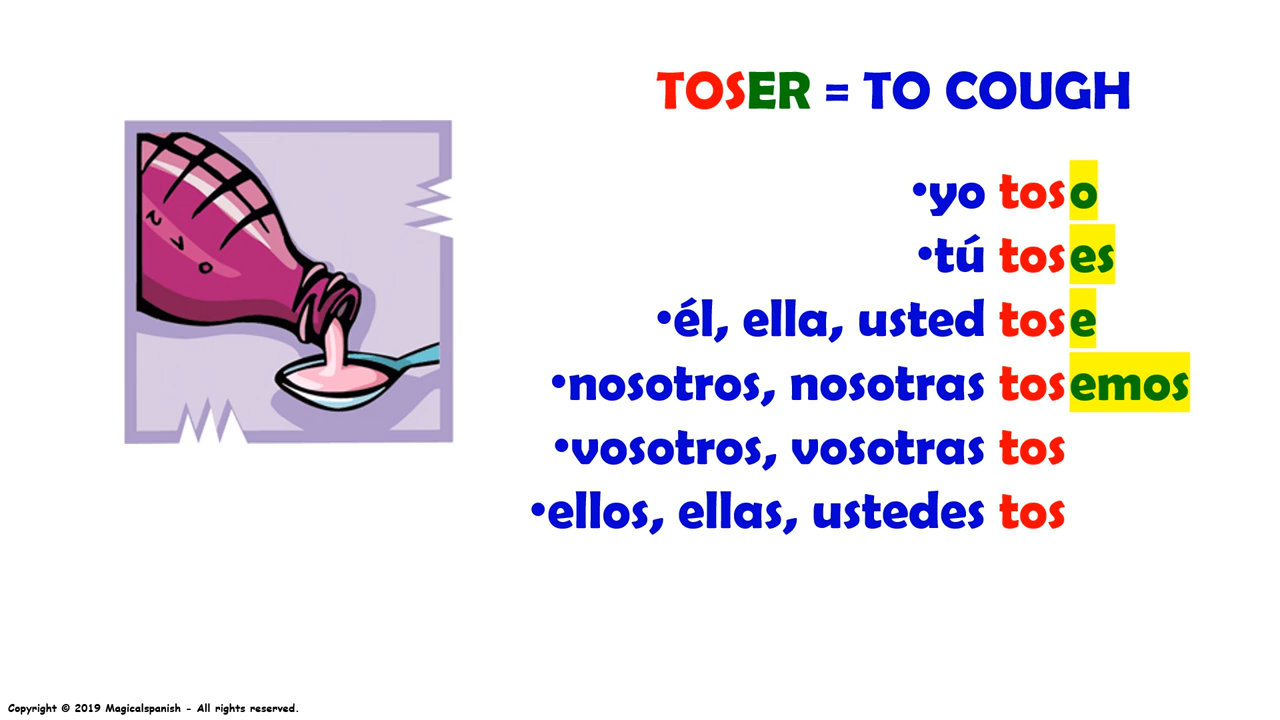 TOSER = TO COUGH
•yo toso
•tú toses
•él, ella, usted tose
•nosotros, nosotras tosemos
•vosotros, vosotras tos
•ellos, ellas, ustedes tos
Copyright © 2019 Magicalspanish - All rights reserved.